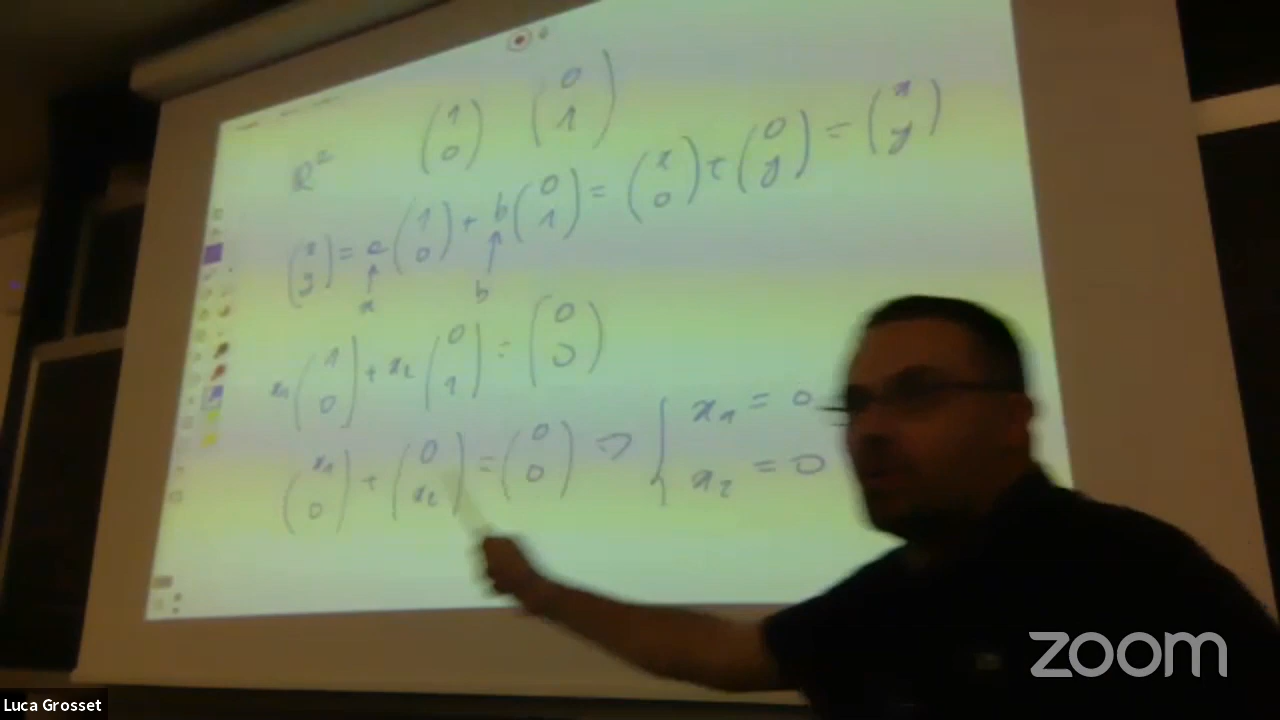 R² (1 0) (0 1)
(x y) = a (1 0) + b (0 1) = (x 0) + (0 y) = (x y)
↑ ↑
x b
x₁ (1 0) + x₂ (0 1) = (0 0)
(x₁ 0) + (0 x₂) = (0 0) ⇒ { x₁ = 0
x₂ = 0
zoom
Luca Grosset